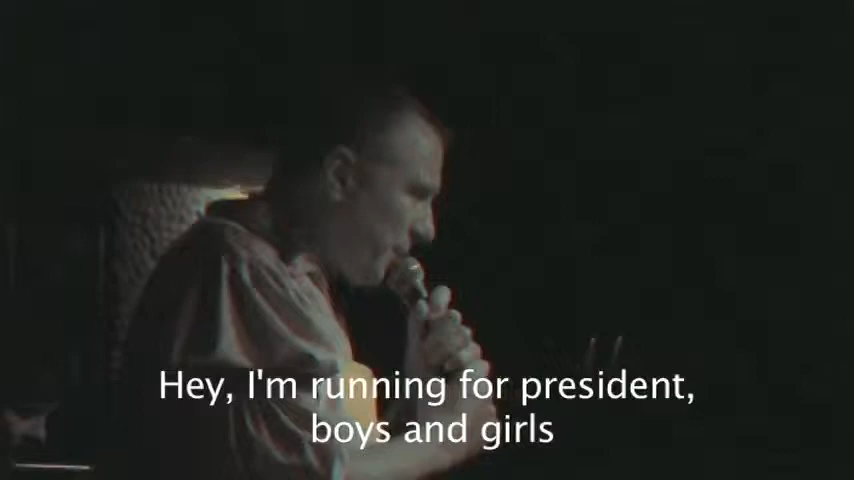 Hey, I'm running for president,
boys and girls